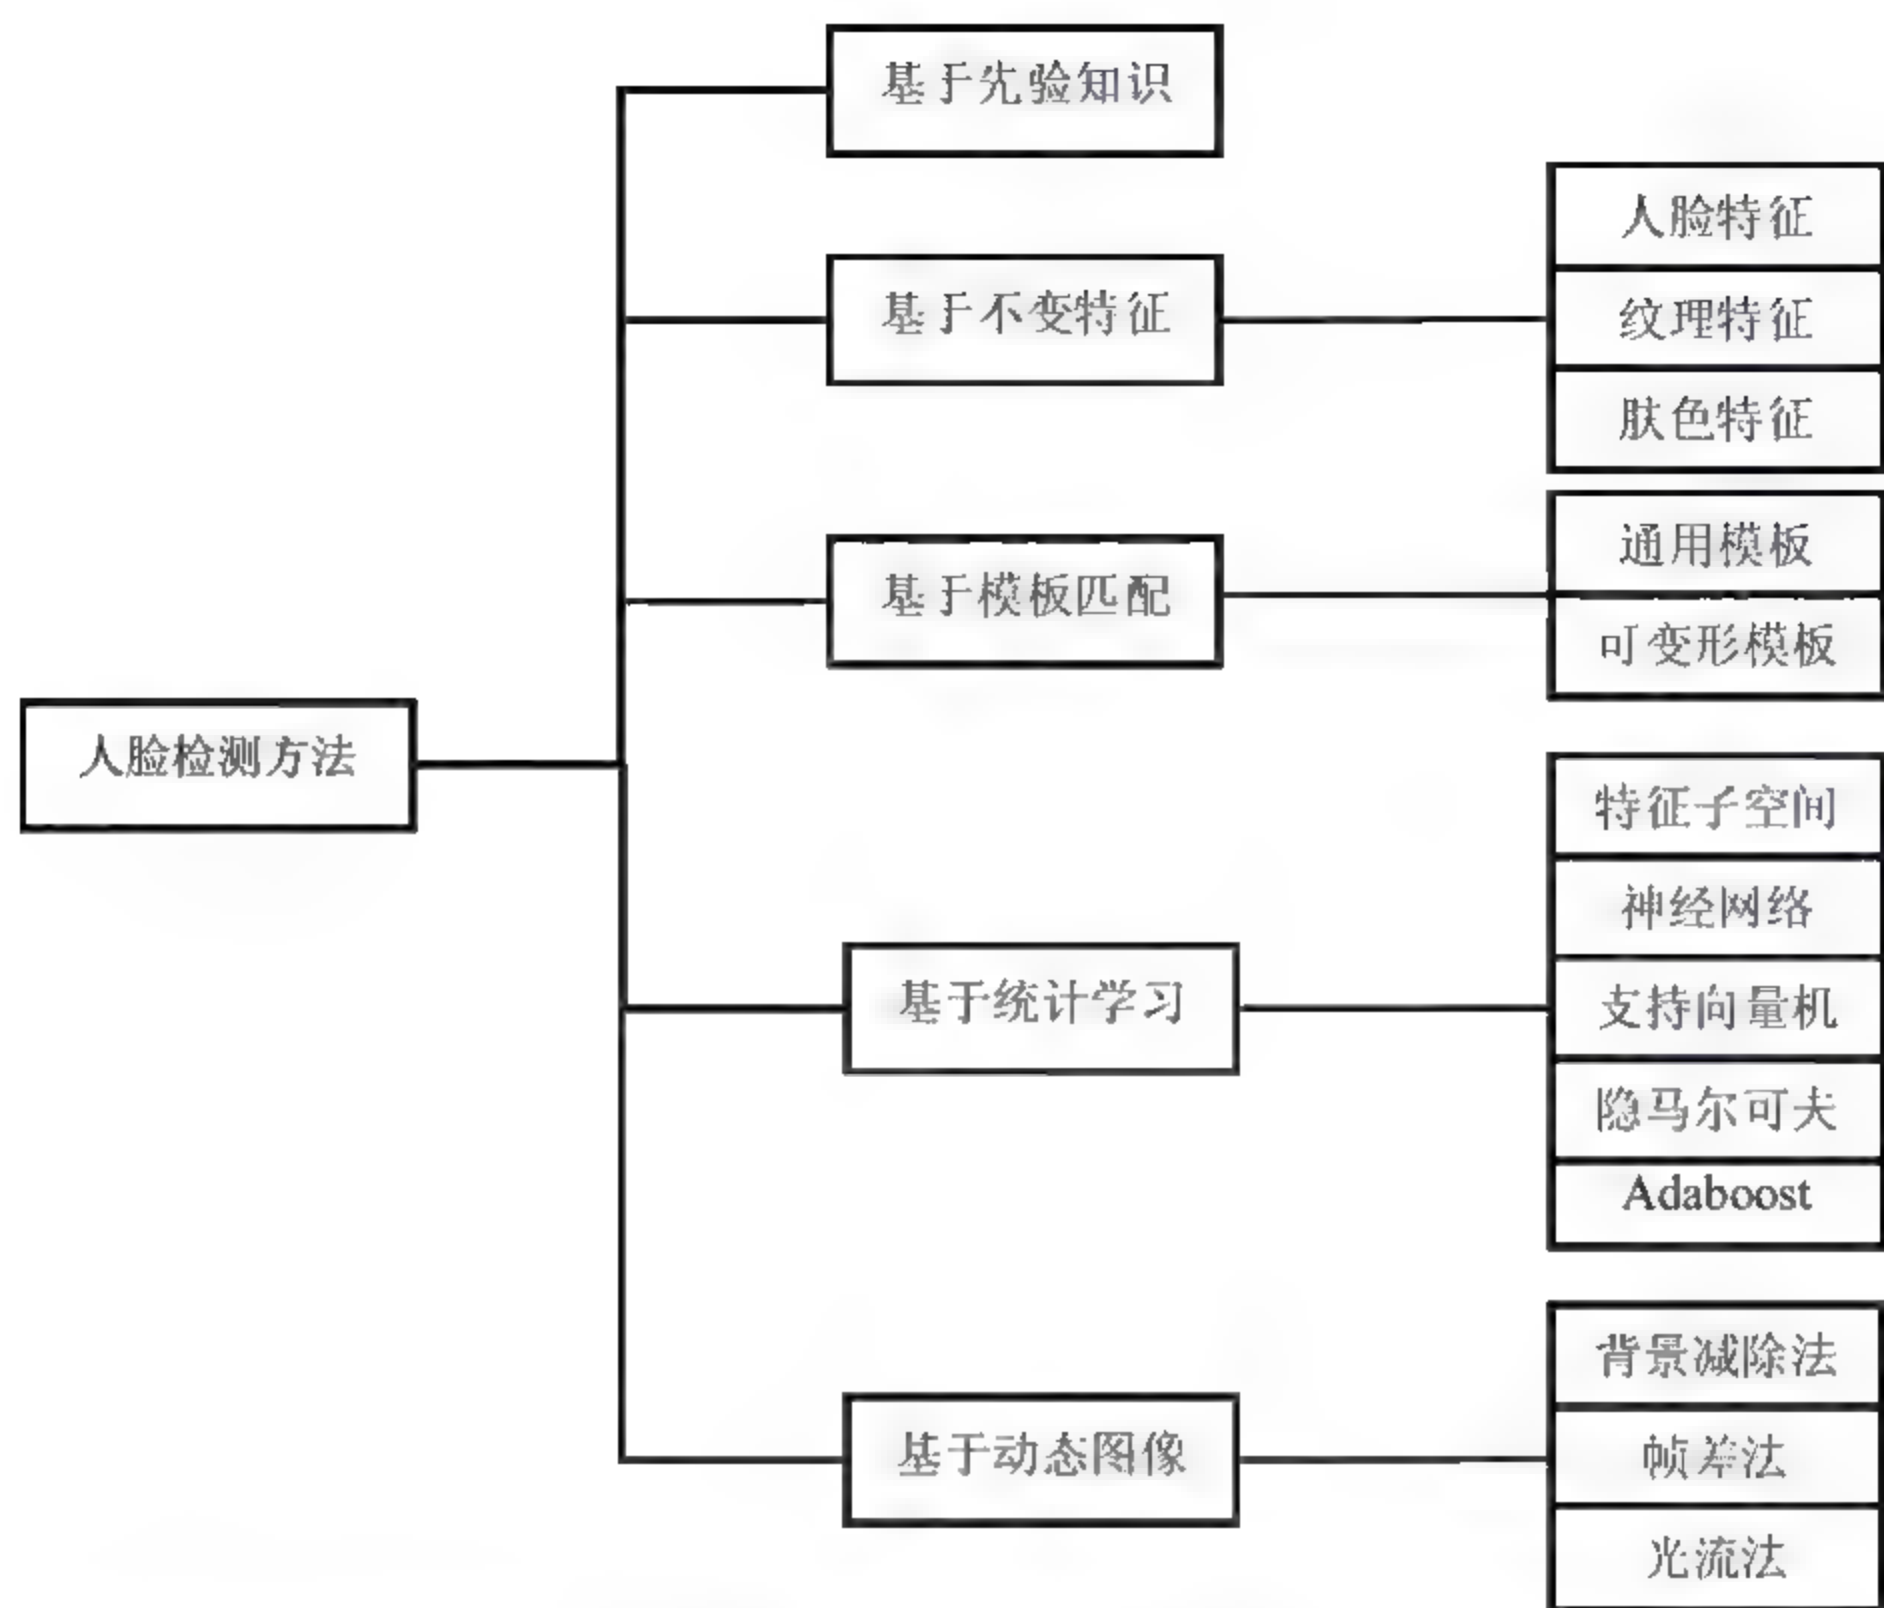 基于先验知识
人脸特征
基于不变特征
纹理特征
肤色特征
通用模板
基于模板匹配
可变形模板
人脸检测方法
特征子空间
神经网络
基于统计学习
支持向量机
隐马尔可夫
Adaboost
背景减除法
基于动态图像
帧差法
光流法